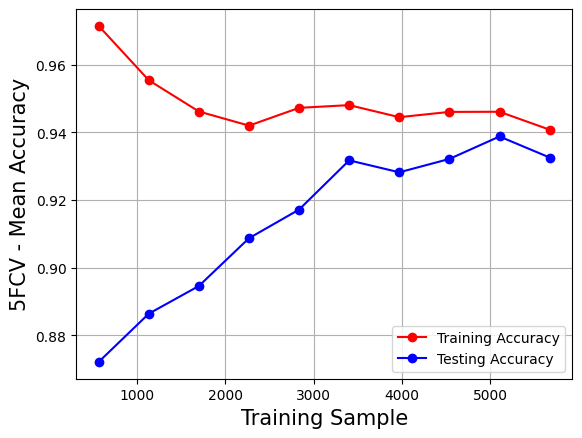 5FCV - Mean Accuracy
0.96
0.94
0.92
0.90
0.88
1000
2000
3000
4000
5000
Training Sample
Training Accuracy
Testing Accuracy